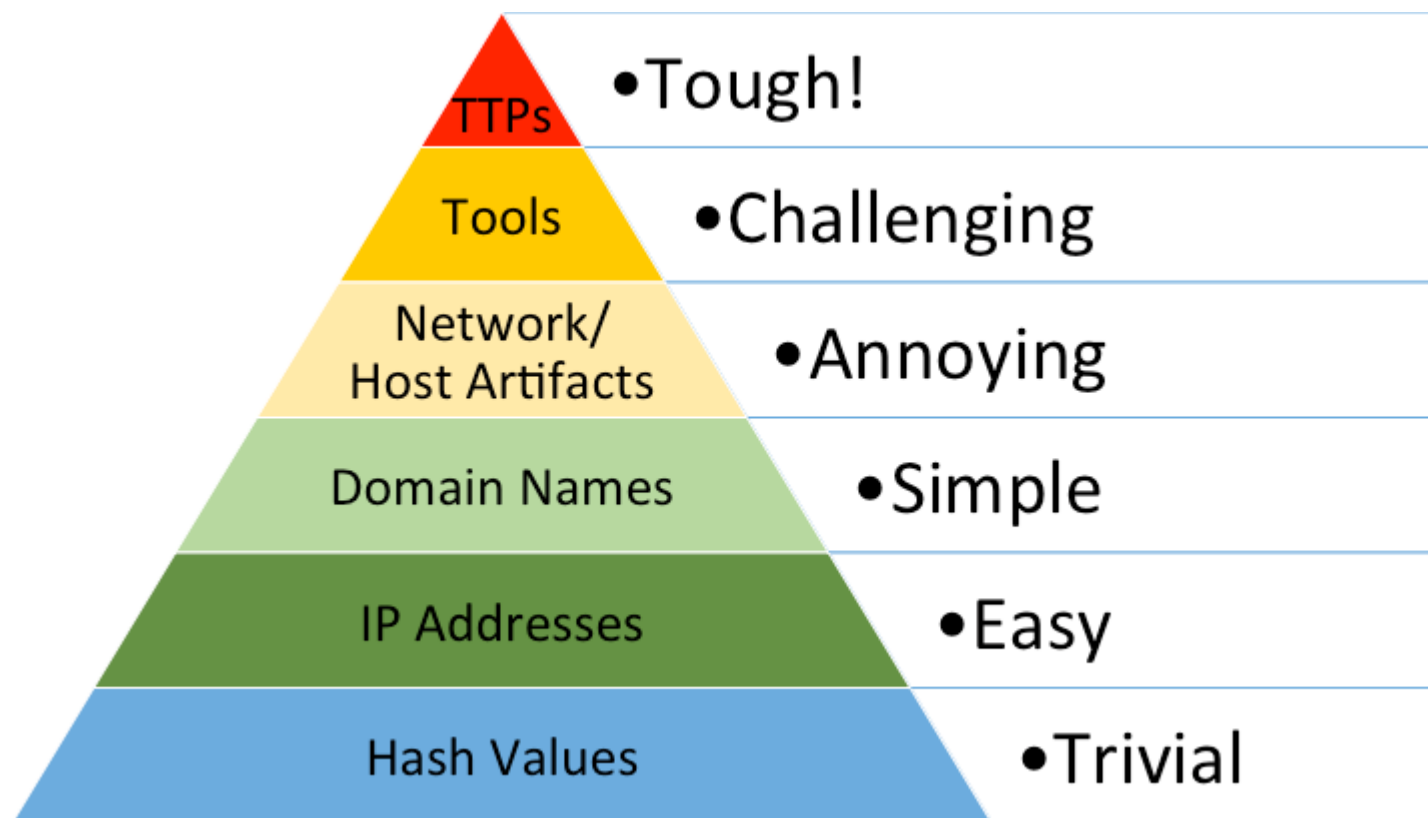 TTPs
•Tough!
Tools
•Challenging
Network/
Host Artifacts
•Annoying
Domain Names
•Simple
IP Addresses
•Easy
Hash Values
•Trivial